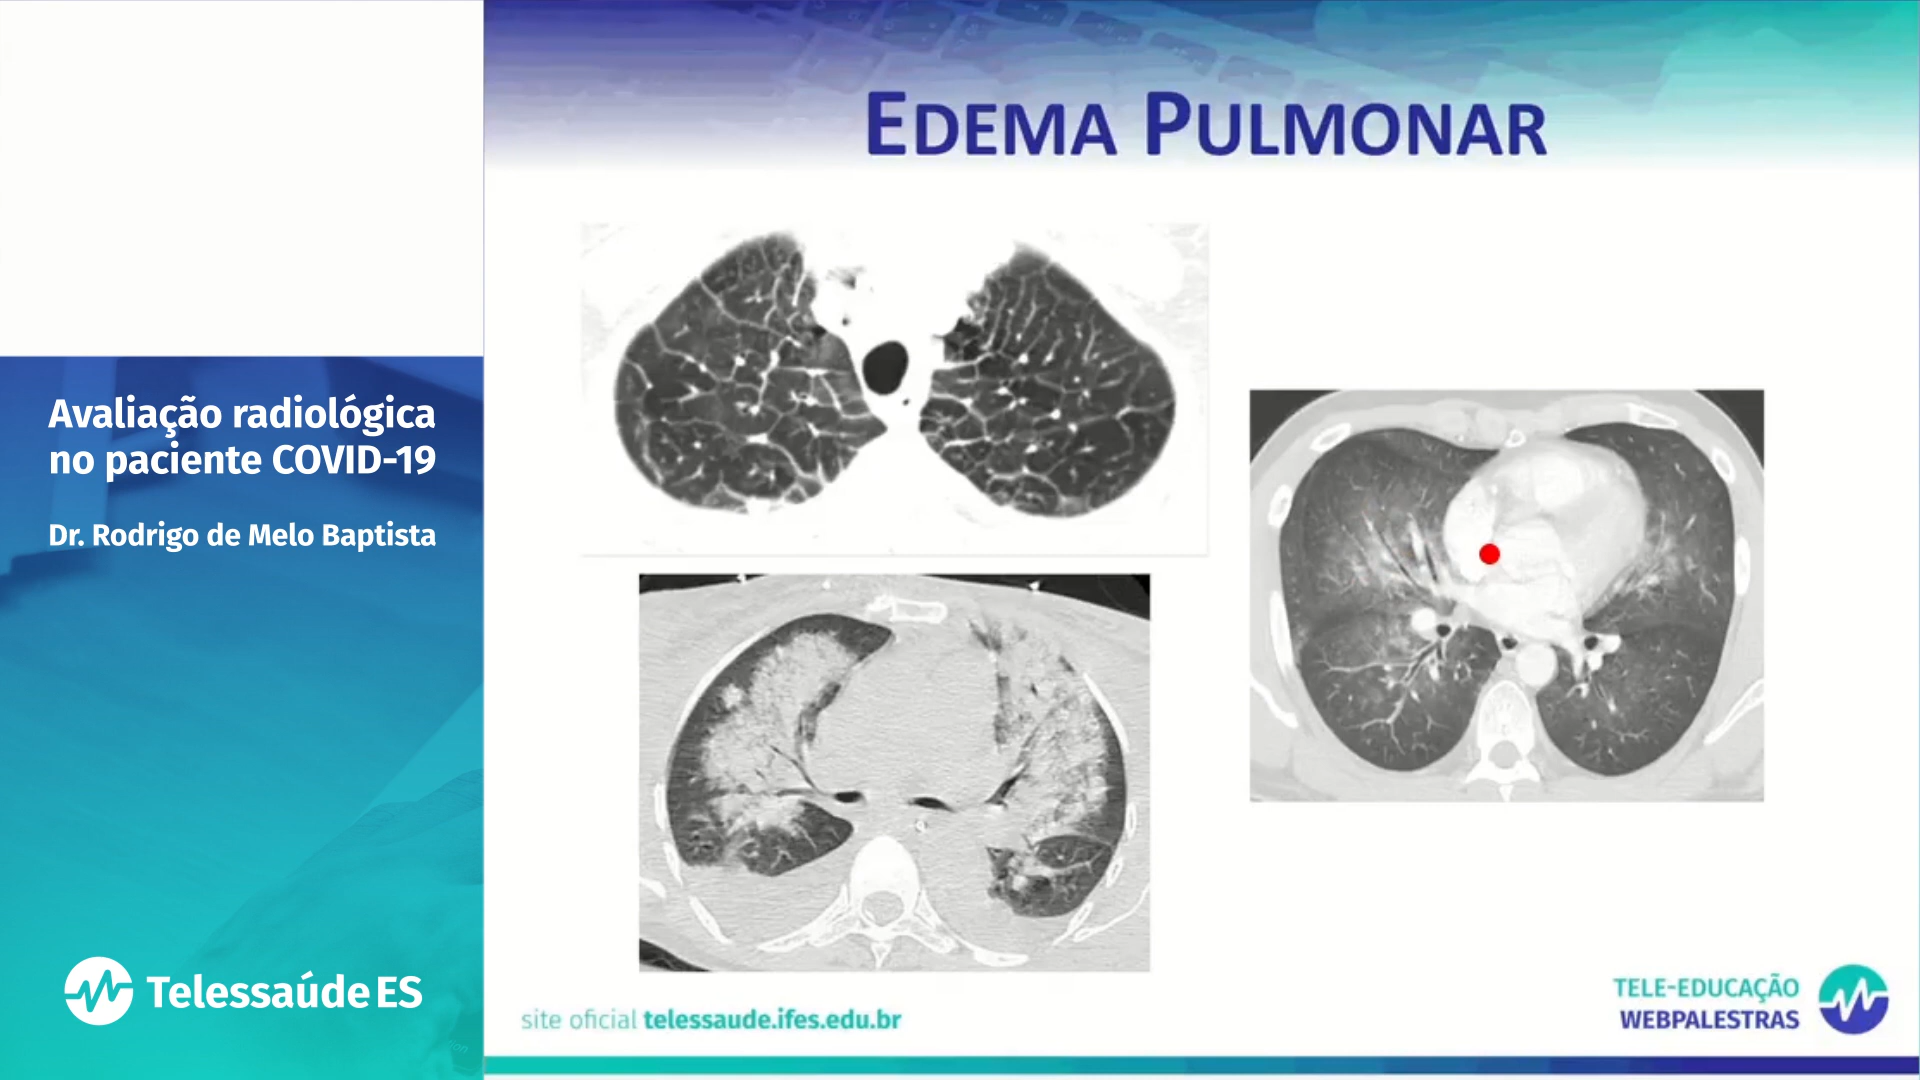 EDEMA PULMONAR
Avaliação radiológica
no paciente COVID-19
Dr. Rodrigo de Melo Baptista
Telessaúde ES
site oficial telessaude.ifes.edu.br
TELE-EDUCAÇÃO
WEBPALESTRAS